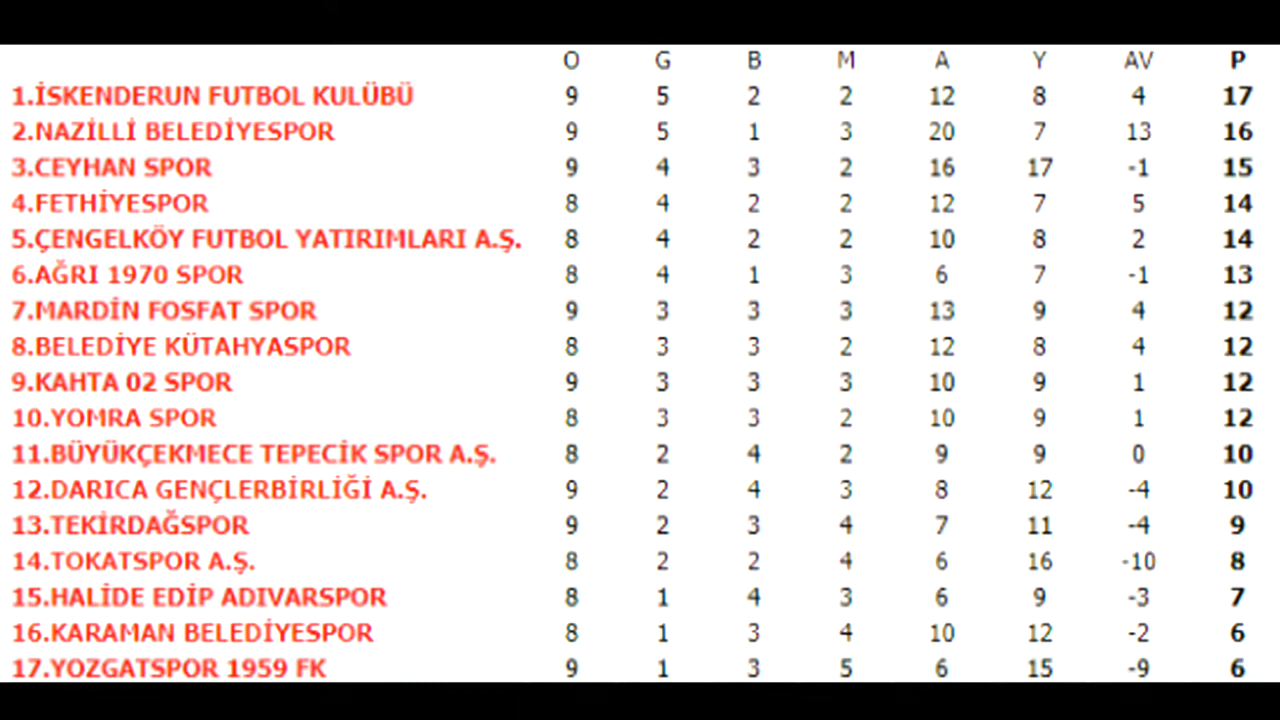 O G B M A Y AV P
1.İSKENDERUN FUTBOL KULÜBÜ 9 5 2 2 12 8 4 17
2.NAZİLLİ BELEDİYESPOR 9 5 1 3 20 7 13 16
3.CEYHAN SPOR 9 4 3 2 16 17 -1 15
4.FETHİYESPOR 8 4 2 2 12 7 5 14
5.ÇENGELKÖY FUTBOL YATIRIMLARI A.Ş. 8 4 2 2 10 8 2 14
6.AĞRI 1970 SPOR 8 4 1 3 6 7 -1 13
7.MARDİN FOSFAT SPOR 9 3 3 3 13 9 4 12
8.BELEDİYE KÜTAHYASPOR 8 3 3 2 12 8 4 12
9.KAHTA 02 SPOR 9 3 3 3 10 9 1 12
10.YOMRA SPOR 8 3 3 2 10 9 1 12
11.BÜYÜKÇEKMECE TEPECİK SPOR A.Ş. 8 2 4 2 9 9 0 10
12.DARICA GENÇLERBİRLİĞİ A.Ş. 9 2 4 3 8 12 -4 10
13.TEKİRDAĞSPOR 9 2 3 4 7 11 -4 9
14.TOKATSPOR A.Ş. 8 2 2 4 6 16 -10 8
15.HALİDE EDİP ADIVARSPOR 8 1 4 3 6 9 -3 7
16.KARAMAN BELEDİYESPOR 8 1 3 4 10 12 -2 6
17.YOZGATSPOR 1959 FK 9 1 3 5 6 15 -9 6